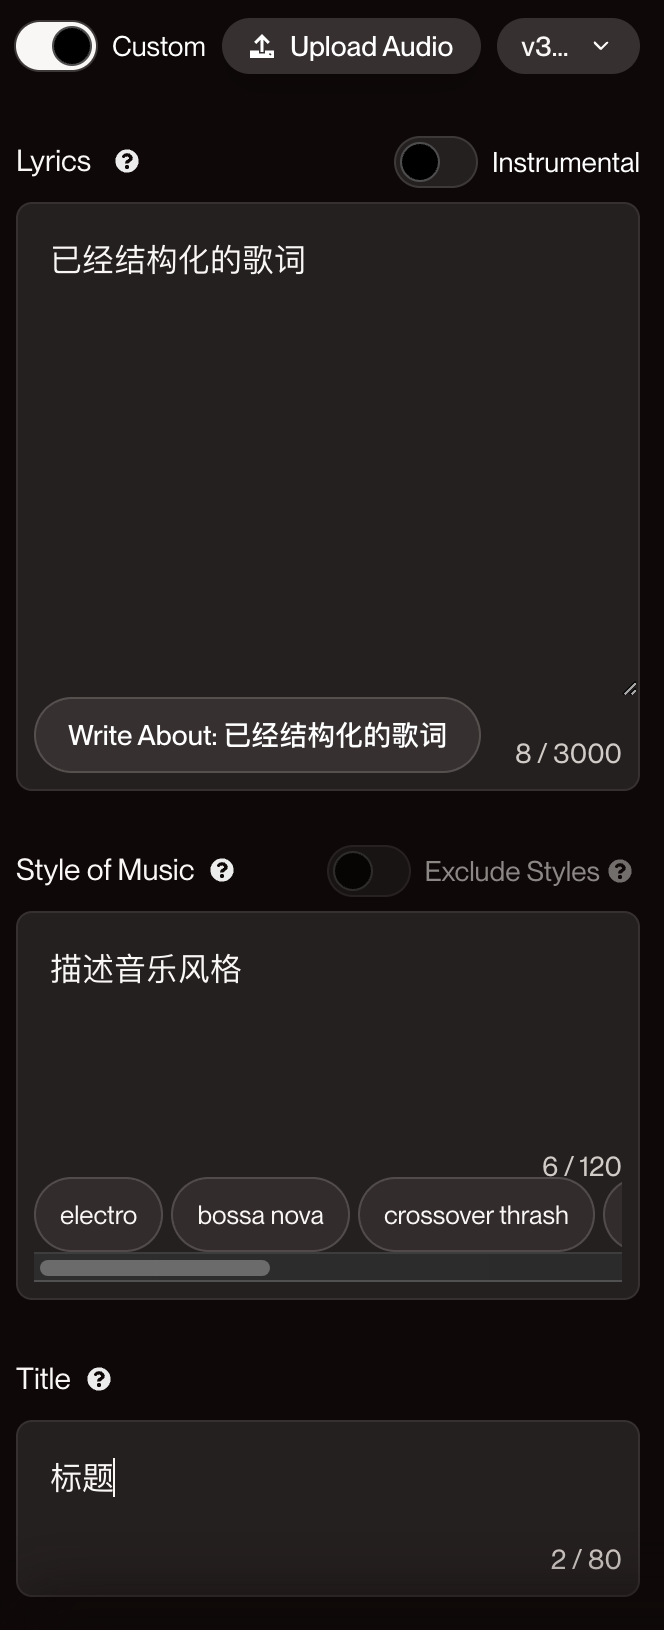 Custom
Upload Audio
v3...
Lyrics
Instrumental
已经结构化的歌词
Write About: 已经结构化的歌词
8 / 3000
Style of Music
Exclude Styles
描述音乐风格
6 / 120
electro
bossa nova
crossover thrash
Title
标题
2 / 80